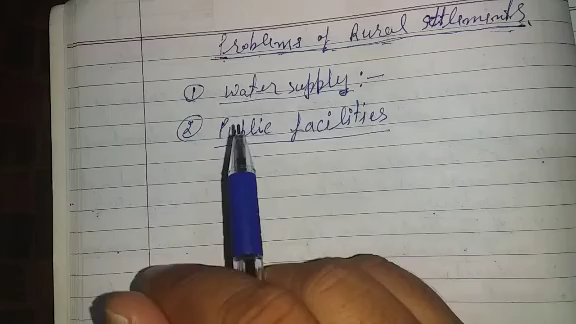 Problems of Rural settlements.
① Water supply :-
② Public facilities